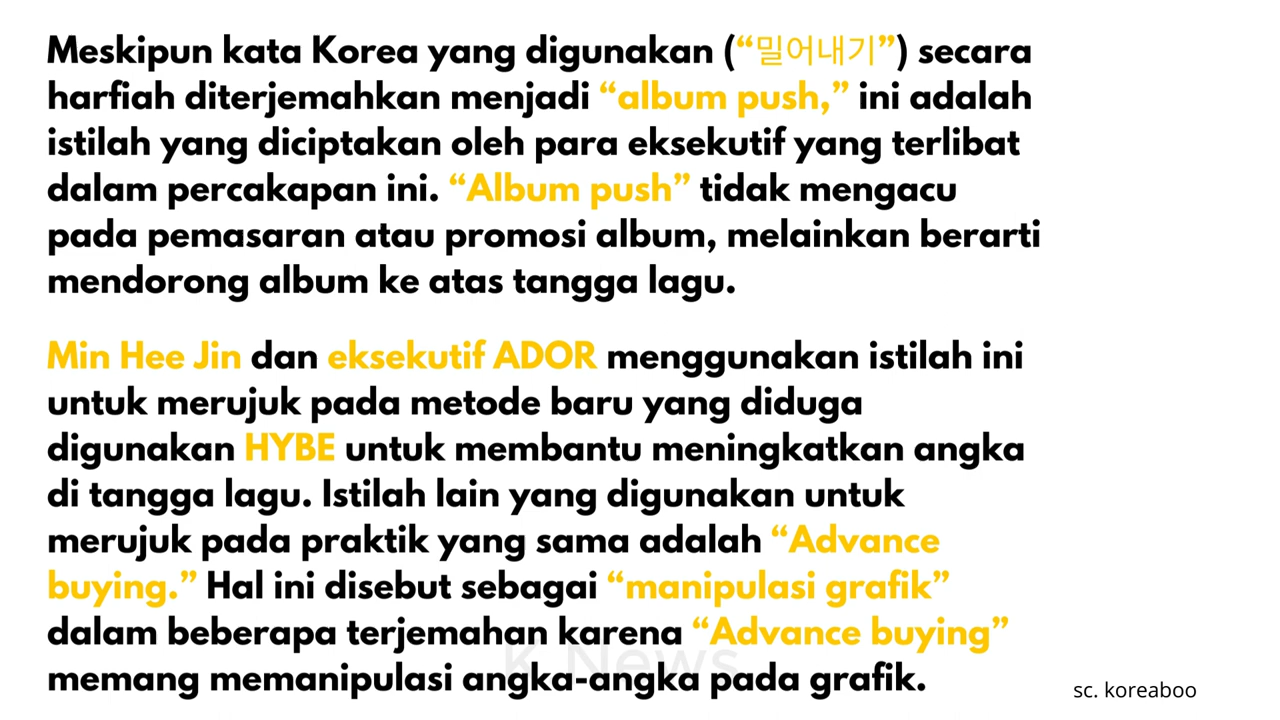 Meskipun kata Korea yang digunakan (“밀어내기”) secara
harfiah diterjemahkan menjadi “album push,” ini adalah
istilah yang diciptakan oleh para eksekutif yang terlibat
dalam percakapan ini. “Album push” tidak mengacu
pada pemasaran atau promosi album, melainkan berarti
mendorong album ke atas tangga lagu.
Min Hee Jin dan eksekutif ADOR menggunakan istilah ini
untuk merujuk pada metode baru yang diduga
digunakan HYBE untuk membantu meningkatkan angka
di tangga lagu. Istilah lain yang digunakan untuk
merujuk pada praktik yang sama adalah “Advance
buying.” Hal ini disebut sebagai “manipulasi grafik”
dalam beberapa terjemahan karena “Advance buying”
K News
memang memanipulasi angka-angka pada grafik.
sc. koreaboo